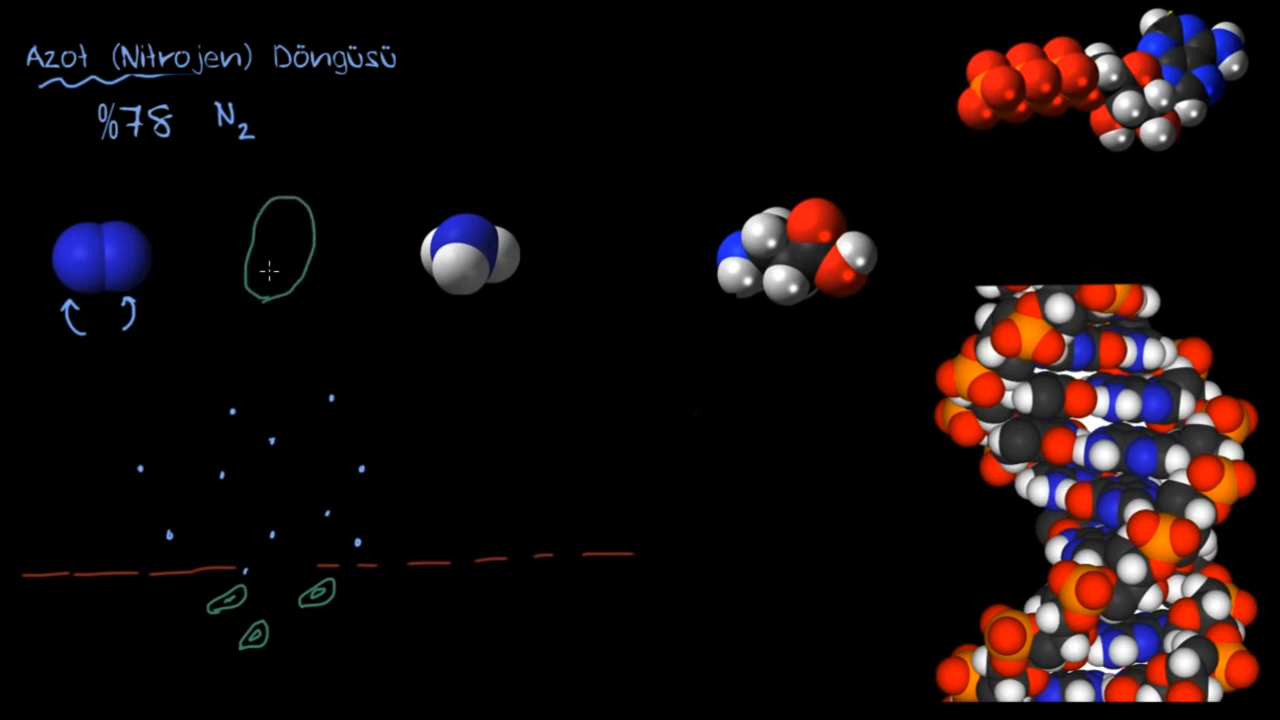 Azot (Nitrojen) Döngüsü
%78 N₂